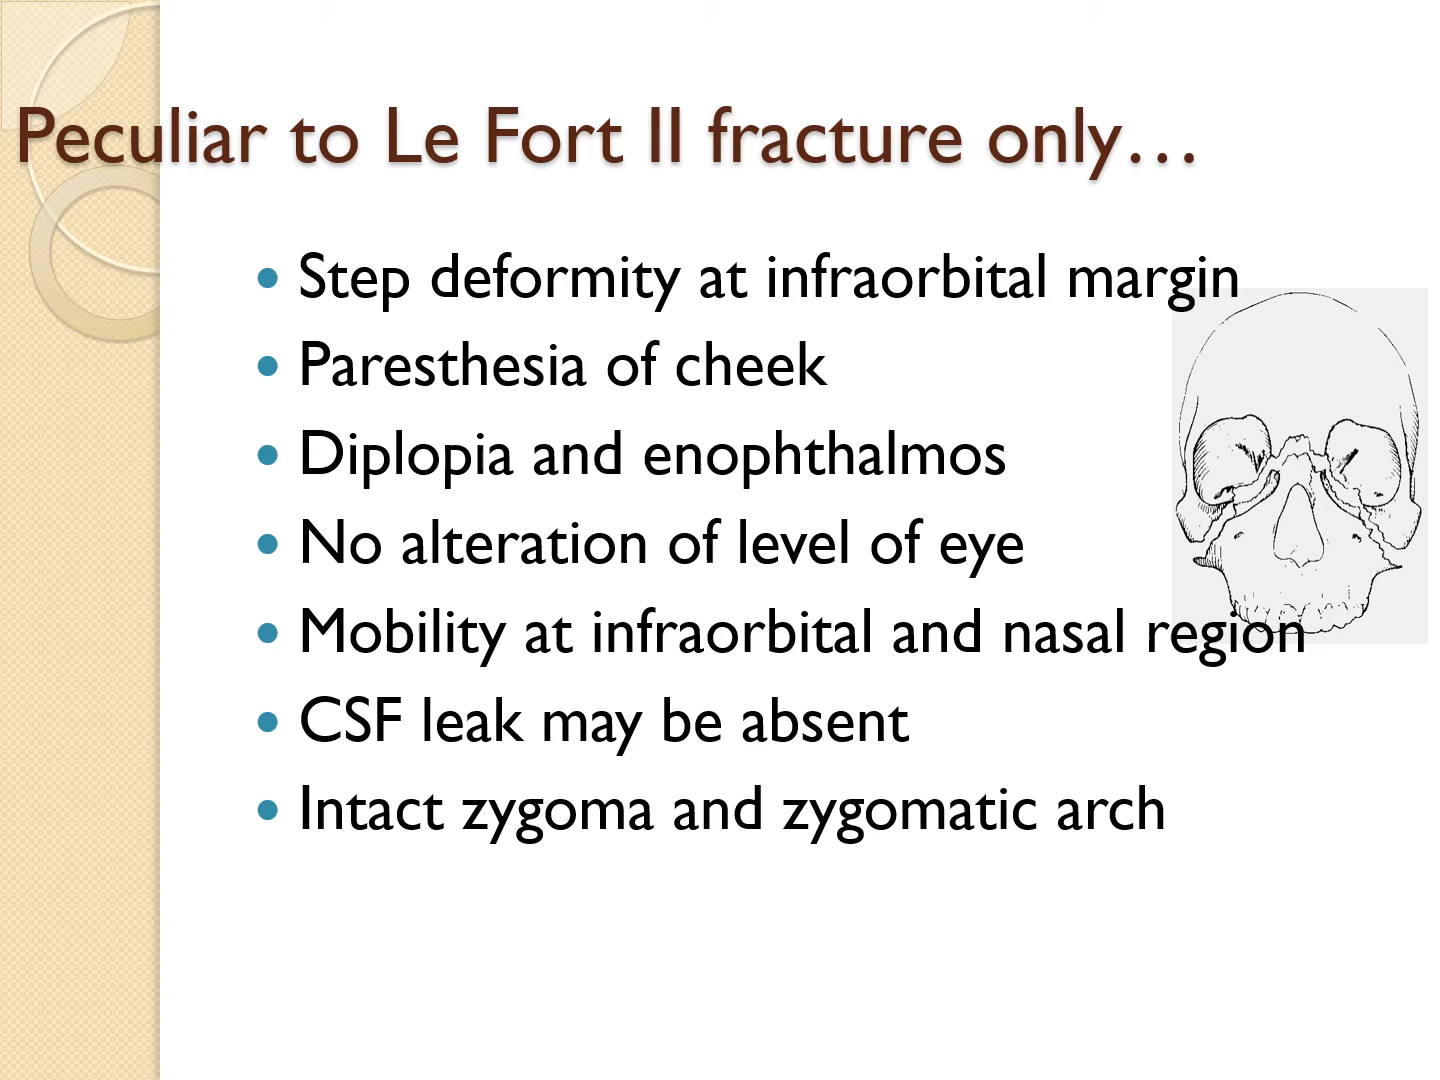 Peculiar to Le Fort II fracture only…
• Step deformity at infraorbital margin
• Paresthesia of cheek
• Diplopia and enophthalmos
• No alteration of level of eye
• Mobility at infraorbital and nasal region
• CSF leak may be absent
• Intact zygoma and zygomatic arch